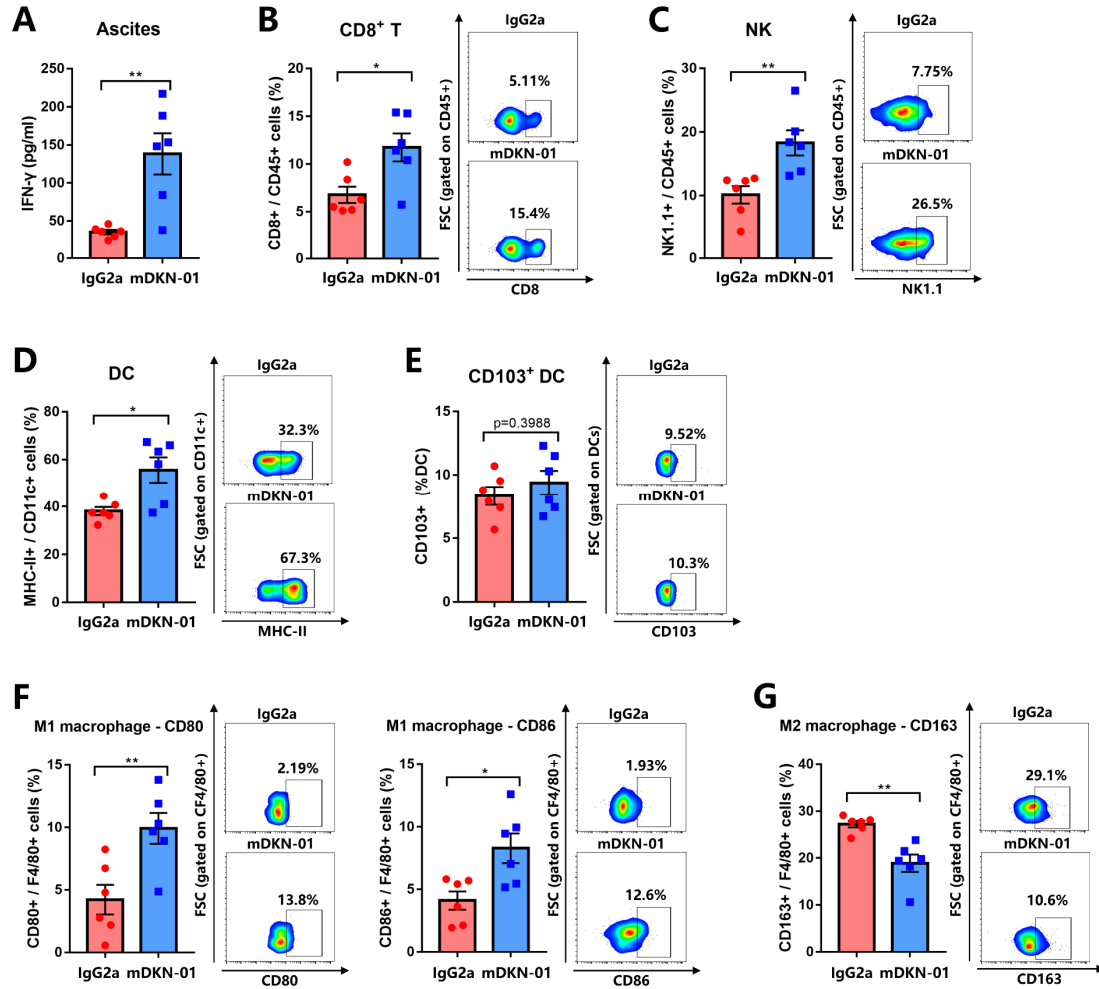 A
Ascites
**
IFN-γ (pg/ml)
250
200
150
100
50
0
IgG2a mDKN-01
B
CD8⁺ T
*
CD8+ / CD45+ cells (%)
20
15
10
5
0
IgG2a mDKN-01
FSC (gated on CD45+)
IgG2a
5.11%
mDKN-01
15.4%
CD8
C
NK
**
NK1.1+ / CD45+ cells (%)
30
20
10
0
IgG2a mDKN-01
FSC (gated on CD45+)
IgG2a
7.75%
mDKN-01
26.5%
NK1.1
D
DC
*
MHC-II+ / CD11c+ cells (%)
80
60
40
20
0
IgG2a mDKN-01
FSC (gated on CD11c+)
IgG2a
32.3%
mDKN-01
67.3%
MHC-II
E
CD103⁺ DC
p=0.3988
CD103+ (%DC)
15
10
5
0
IgG2a mDKN-01
FSC (gated on DCs)
IgG2a
9.52%
mDKN-01
10.3%
CD103
F
M1 macrophage - CD80
**
CD80+ / F4/80+ cells (%)
15
10
5
0
IgG2a mDKN-01
FSC (gated on CF4/80+)
IgG2a
2.19%
mDKN-01
13.8%
CD80
M1 macrophage - CD86
*
CD86+ / F4/80+ cells (%)
15
10
5
0
IgG2a mDKN-01
FSC (gated on CF4/80+)
IgG2a
1.93%
mDKN-01
12.6%
CD86
G
M2 macrophage - CD163
**
CD163+ / F4/80+ cells (%)
40
30
20
10
0
IgG2a mDKN-01
FSC (gated on CF4/80+)
IgG2a
29.1%
mDKN-01
10.6%
CD163